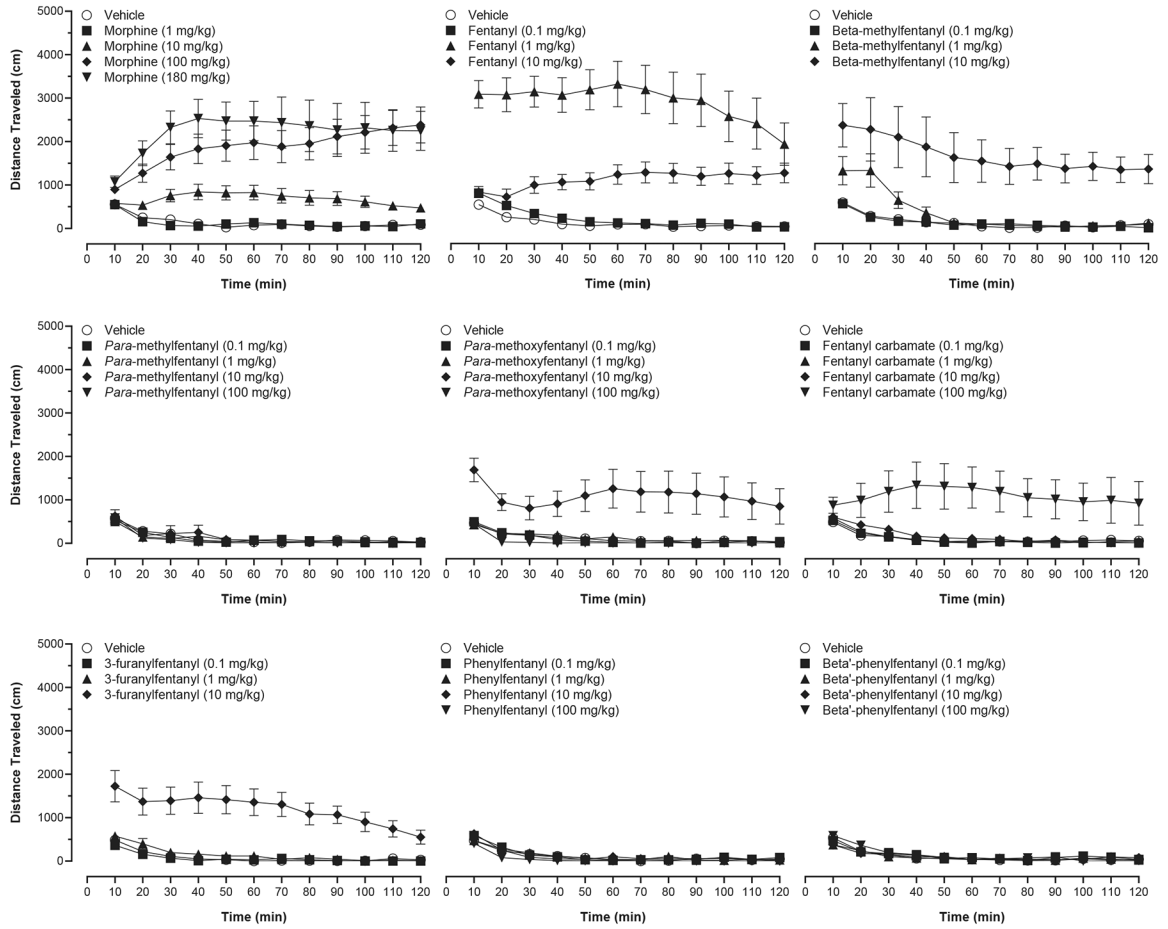 Vehicle
Morphine (1 mg/kg)
Morphine (10 mg/kg)
Morphine (100 mg/kg)
Morphine (180 mg/kg)
5000
4000
3000
2000
1000
0
Distance Traveled (cm)
0 10 20 30 40 50 60 70 80 90 100 110 120
Time (min)
Vehicle
Fentanyl (0.1 mg/kg)
Fentanyl (1 mg/kg)
Fentanyl (10 mg/kg)
0 10 20 30 40 50 60 70 80 90 100 110 120
Time (min)
Vehicle
Beta-methylfentanyl (0.1 mg/kg)
Beta-methylfentanyl (1 mg/kg)
Beta-methylfentanyl (10 mg/kg)
0 10 20 30 40 50 60 70 80 90 100 110 120
Time (min)
Vehicle
Para-methylfentanyl (0.1 mg/kg)
Para-methylfentanyl (1 mg/kg)
Para-methylfentanyl (10 mg/kg)
Para-methylfentanyl (100 mg/kg)
5000
4000
3000
2000
1000
0
Distance Traveled (cm)
0 10 20 30 40 50 60 70 80 90 100 110 120
Time (min)
Vehicle
Para-methoxyfentanyl (0.1 mg/kg)
Para-methoxyfentanyl (1 mg/kg)
Para-methoxyfentanyl (10 mg/kg)
Para-methoxyfentanyl (100 mg/kg)
0 10 20 30 40 50 60 70 80 90 100 110 120
Time (min)
Vehicle
Fentanyl carbamate (0.1 mg/kg)
Fentanyl carbamate (1 mg/kg)
Fentanyl carbamate (10 mg/kg)
Fentanyl carbamate (100 mg/kg)
0 10 20 30 40 50 60 70 80 90 100 110 120
Time (min)
Vehicle
3-furanylfentanyl (0.1 mg/kg)
3-furanylfentanyl (1 mg/kg)
3-furanylfentanyl (10 mg/kg)
5000
4000
3000
2000
1000
0
Distance Traveled (cm)
0 10 20 30 40 50 60 70 80 90 100 110 120
Time (min)
Vehicle
Phenylfentanyl (0.1 mg/kg)
Phenylfentanyl (1 mg/kg)
Phenylfentanyl (10 mg/kg)
Phenylfentanyl (100 mg/kg)
0 10 20 30 40 50 60 70 80 90 100 110 120
Time (min)
Vehicle
Beta'-phenylfentanyl (0.1 mg/kg)
Beta'-phenylfentanyl (1 mg/kg)
Beta'-phenylfentanyl (10 mg/kg)
Beta'-phenylfentanyl (100 mg/kg)
0 10 20 30 40 50 60 70 80 90 100 110 120
Time (min)